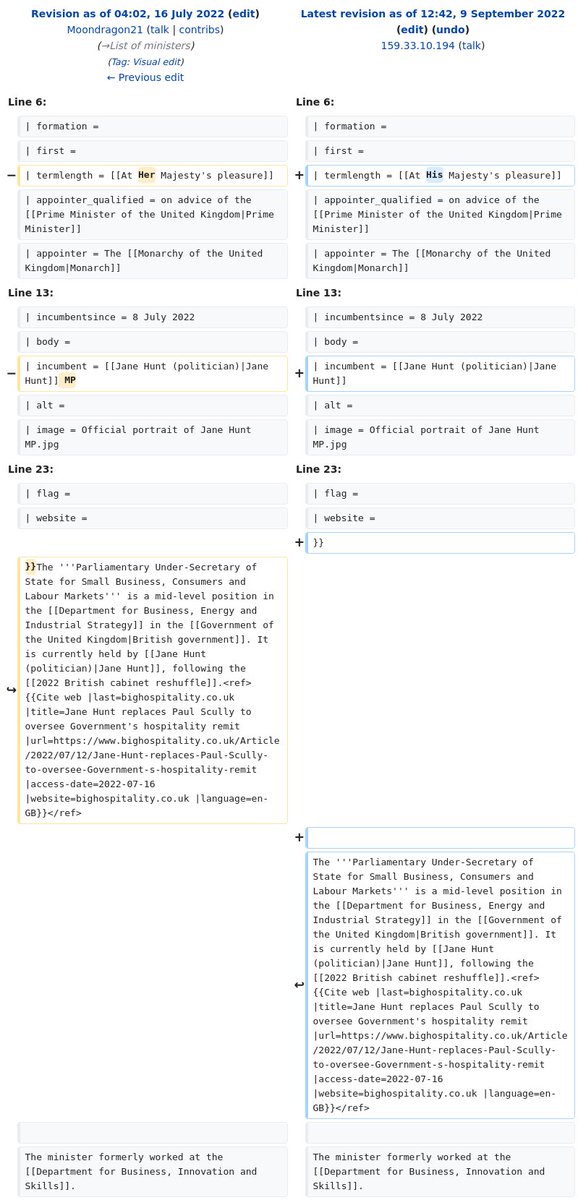 Revision as of 04:02, 16 July 2022 (edit)
Moondragon21 (talk | contribs)
(→List of ministers)
(Tag: Visual edit)
← Previous edit
Latest revision as of 12:42, 9 September 2022
(edit) (undo)
159.33.10.194 (talk)
Line 6:
Line 6:
| formation =
| formation =
| first =
| first =
− | termlength = [[At Her Majesty's pleasure]]
+ | termlength = [[At His Majesty's pleasure]]
| appointer_qualified = on advice of the
[[Prime Minister of the United Kingdom|Prime
Minister]]
| appointer_qualified = on advice of the
[[Prime Minister of the United Kingdom|Prime
Minister]]
| appointer = The [[Monarchy of the United
Kingdom|Monarch]]
| appointer = The [[Monarchy of the United
Kingdom|Monarch]]
Line 13:
Line 13:
| incumbentsince = 8 July 2022
| incumbentsince = 8 July 2022
| body =
| body =
− | incumbent = [[Jane Hunt (politician)|Jane
Hunt]] MP
+ | incumbent = [[Jane Hunt (politician)|Jane
Hunt]]
| alt =
| alt =
| image = Official portrait of Jane Hunt
MP.jpg
| image = Official portrait of Jane Hunt
MP.jpg
Line 23:
Line 23:
| flag =
| flag =
| website =
| website =
+ }}
}}The '''Parliamentary Under-Secretary of
State for Small Business, Consumers and
Labour Markets''' is a mid-level position in
the [[Department for Business, Energy and
Industrial Strategy]] in the [[Government of
the United Kingdom|British government]]. It
is currently held by [[Jane Hunt
(politician)|Jane Hunt]], following the
↪ [[2022 British cabinet reshuffle]].<ref>
{{Cite web |last=bighospitality.co.uk
|title=Jane Hunt replaces Paul Scully to
oversee Government's hospitality remit
|url=https://www.bighospitality.co.uk/Article
/2022/07/12/Jane-Hunt-replaces-Paul-Scully-
to-oversee-Government-s-hospitality-remit
|access-date=2022-07-16
|website=bighospitality.co.uk |language=en-
GB}}</ref>
+
The '''Parliamentary Under-Secretary of
State for Small Business, Consumers and
Labour Markets''' is a mid-level position in
the [[Department for Business, Energy and
Industrial Strategy]] in the [[Government of
the United Kingdom|British government]]. It
is currently held by [[Jane Hunt
(politician)|Jane Hunt]], following the
↩ [[2022 British cabinet reshuffle]].<ref>
{{Cite web |last=bighospitality.co.uk
|title=Jane Hunt replaces Paul Scully to
oversee Government's hospitality remit
|url=https://www.bighospitality.co.uk/Article
/2022/07/12/Jane-Hunt-replaces-Paul-Scully-
to-oversee-Government-s-hospitality-remit
|access-date=2022-07-16
|website=bighospitality.co.uk |language=en-
GB}}</ref>
The minister formerly worked at the
[[Department for Business, Innovation and
Skills]].
The minister formerly worked at the
[[Department for Business, Innovation and
Skills]].